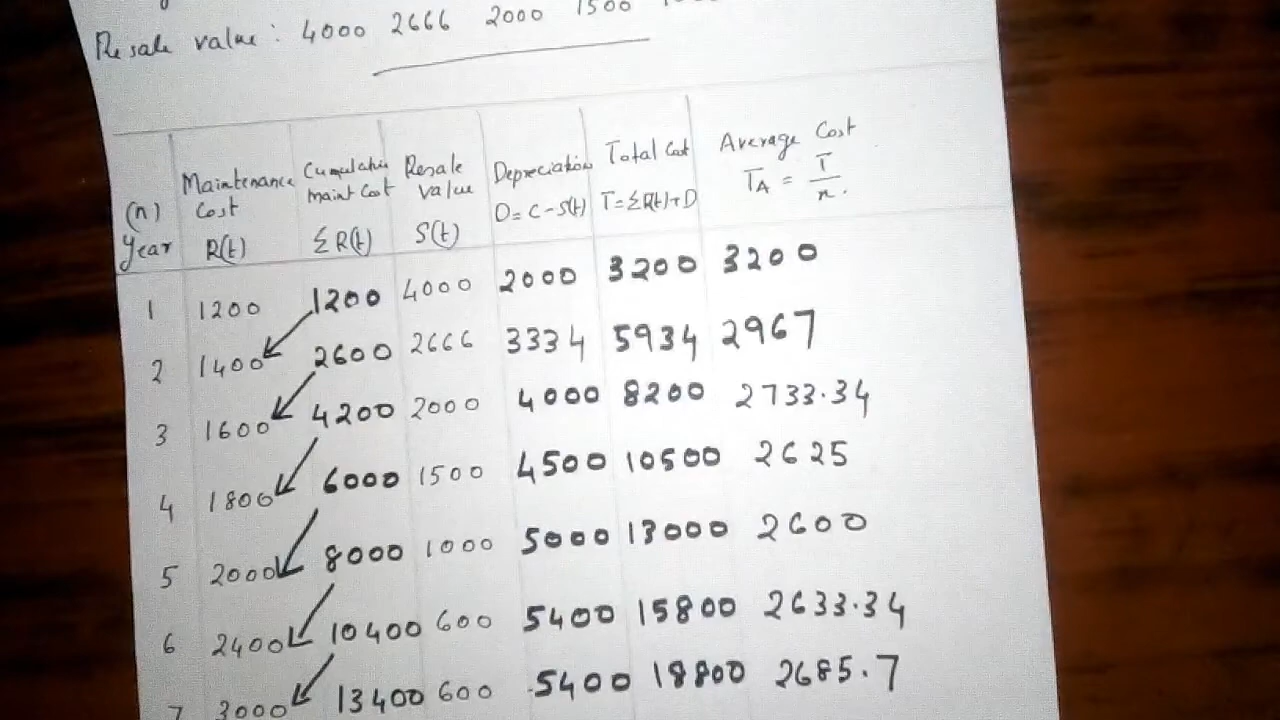 Resale value : 4000 2666 2000 1500
(n) Year Maintenance Cost R(t) Cumulative maint Cost ΣR(t) Resale value S(t) Depreciation D= C-S(t) Total Cost T=ΣR(t)+D Average Cost TA = T/n.
1 1200 1200 4000 2000 3200 3200
2 1400 2600 2666 3334 5934 2967
3 1600 4200 2000 4000 8200 2733.34
4 1800 6000 1500 4500 10500 2625
5 2000 8000 1000 5000 13000 2600
6 2400 10400 600 5400 15800 2633.34
7 3000 13400 600 5400 18800 2685.7